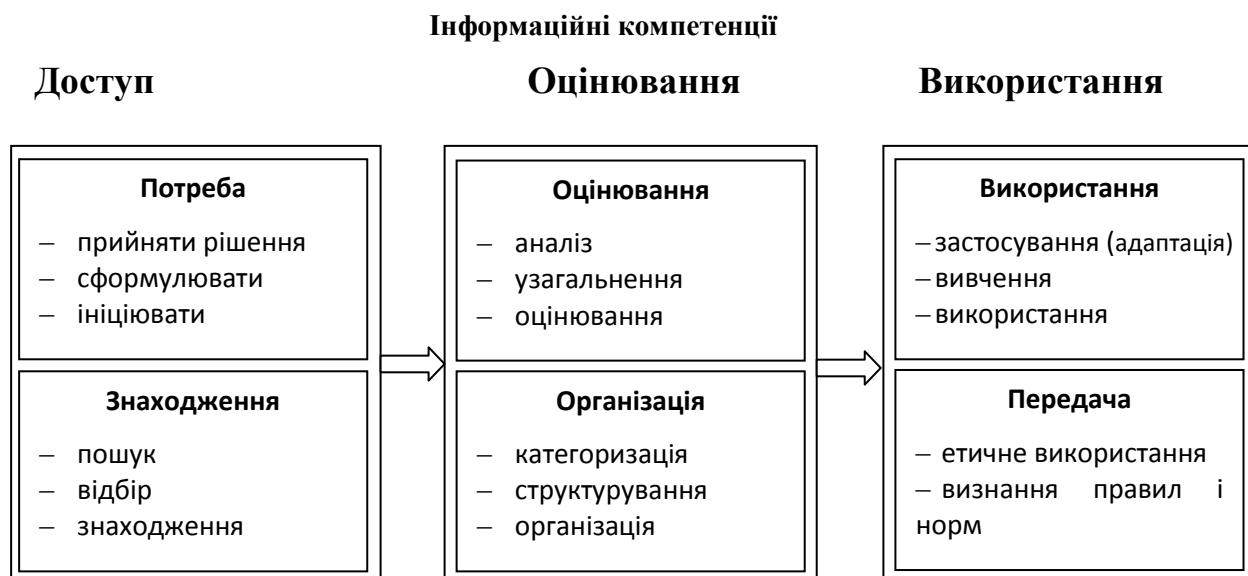 Інформаційні компетенції
Доступ
Оцінювання
Використання
Потреба
– прийняти рішення
– сформулювати
– ініціювати
Знаходження
– пошук
– відбір
– знаходження
Оцінювання
– аналіз
– узагальнення
– оцінювання
Організація
– категоризація
– структурування
– організація
Використання
– застосування (адаптація)
– вивчення
– використання
Передача
– етичне використання
– визнання правил і
норм